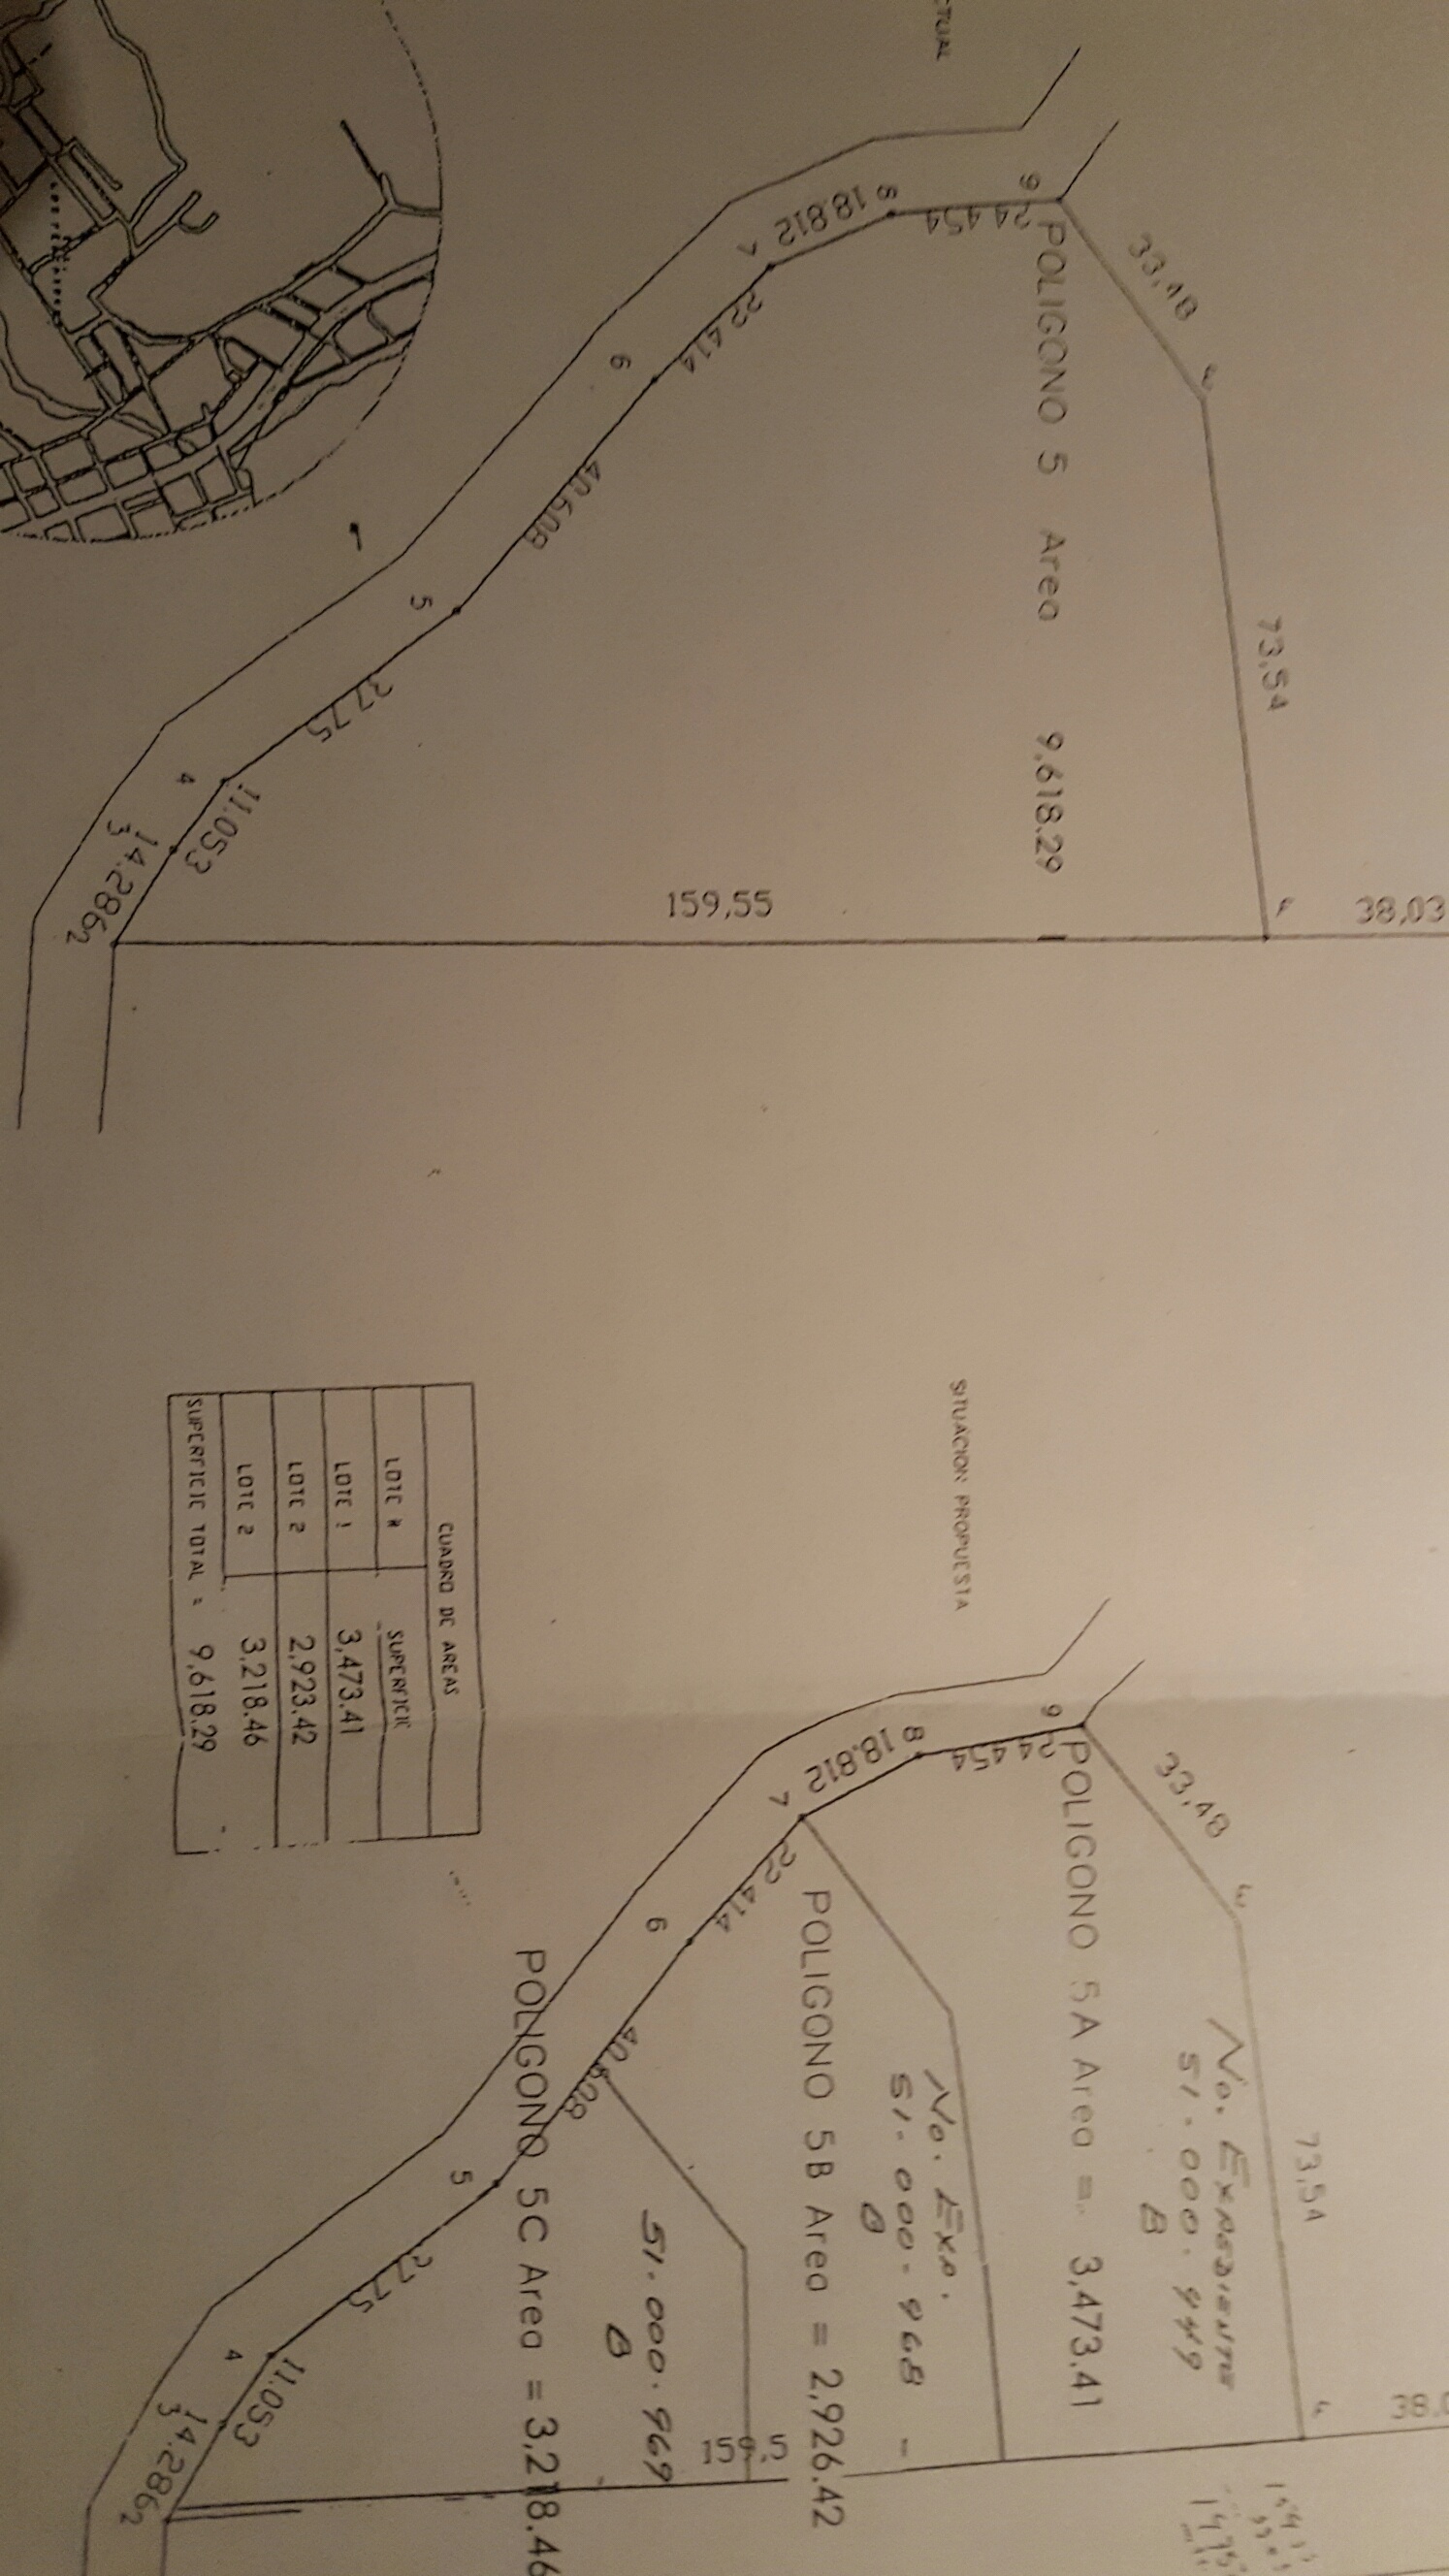 CTUAL
33,48
73,54
38,03
9
24 454
8
18.812
7
22 414
POLIGONO 5 Area 9,618.29
6
40.608
5
27.75
4
11.053
3
14.286
2
159,55
SITUACION PROPUESTA
33,48
73,54
38.0
9
24 454
8
18.812
7
22 414
POLIGONO 5A Area = 3,473.41
No. EXPEDIENTE
51-000.949
B
POLIGONO 5B Area = 2,926.42
No. EXP.
51-000-968
B
POLIGONO 5C Area = 3,218.46
51.000.969
B
6
40.608
5
27.75
4
11.053
3
14.286
2
159.5
CUADRO DE AREAS
LOTE # SUPERFICIE
LOTE 1 3,473.41
LOTE 2 2,923.42
LOTE 2 3,218.46
SUPERFICIE TOTAL = 9,618.29